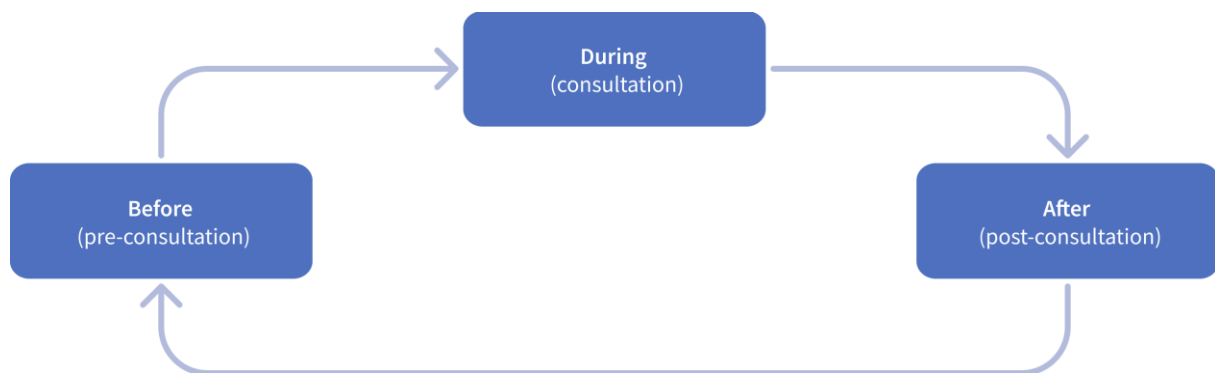 During
(consultation)
Before
(pre-consultation)
After
(post-consultation)